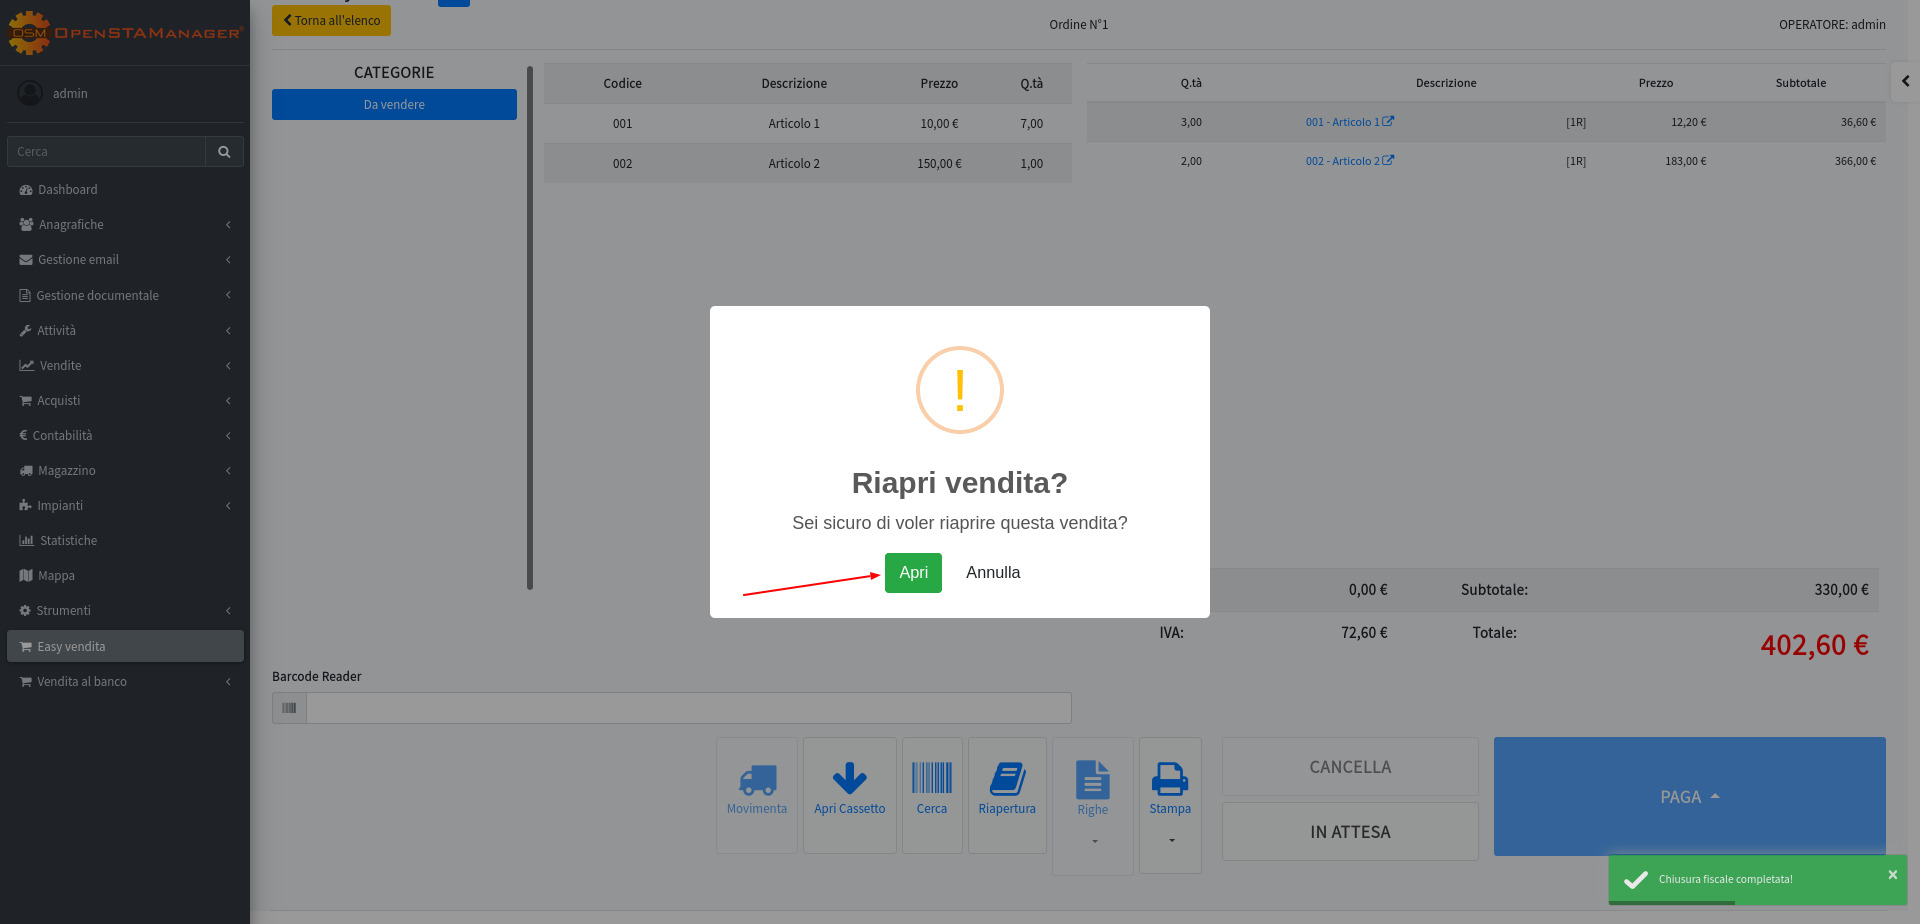 OSM OPENSTAMANAGER
admin
Cerca
Dashboard
Anagrafiche
Gestione email
Gestione documentale
Attività
Vendite
Acquisti
Contabilità
Magazzino
Impianti
Statistiche
Mappa
Strumenti
Easy vendita
Vendita al banco
Torna all'elenco
Ordine N°1
OPERATORE: admin
CATEGORIE
Da vendere
Codice Descrizione Prezzo Q.tà
001 Articolo 1 10,00 € 7,00
002 Articolo 2 150,00 € 1,00
Q.tà Descrizione Prezzo Subtotale
3,00 001 - Articolo 1 [1R] 12,20 € 36,60 €
2,00 002 - Articolo 2 [1R] 183,00 € 366,00 €
!
Riapri vendita?
Sei sicuro di voler riaprire questa vendita?
Apri Annulla
0,00 € Subtotale: 330,00 €
IVA: 72,60 € Totale: 402,60 €
Barcode Reader
Movimenta
Apri Cassetto
Cerca
Riapertura
Righe
Stampa
CANCELLA
IN ATTESA
PAGA
Chiusura fiscale completata!
×